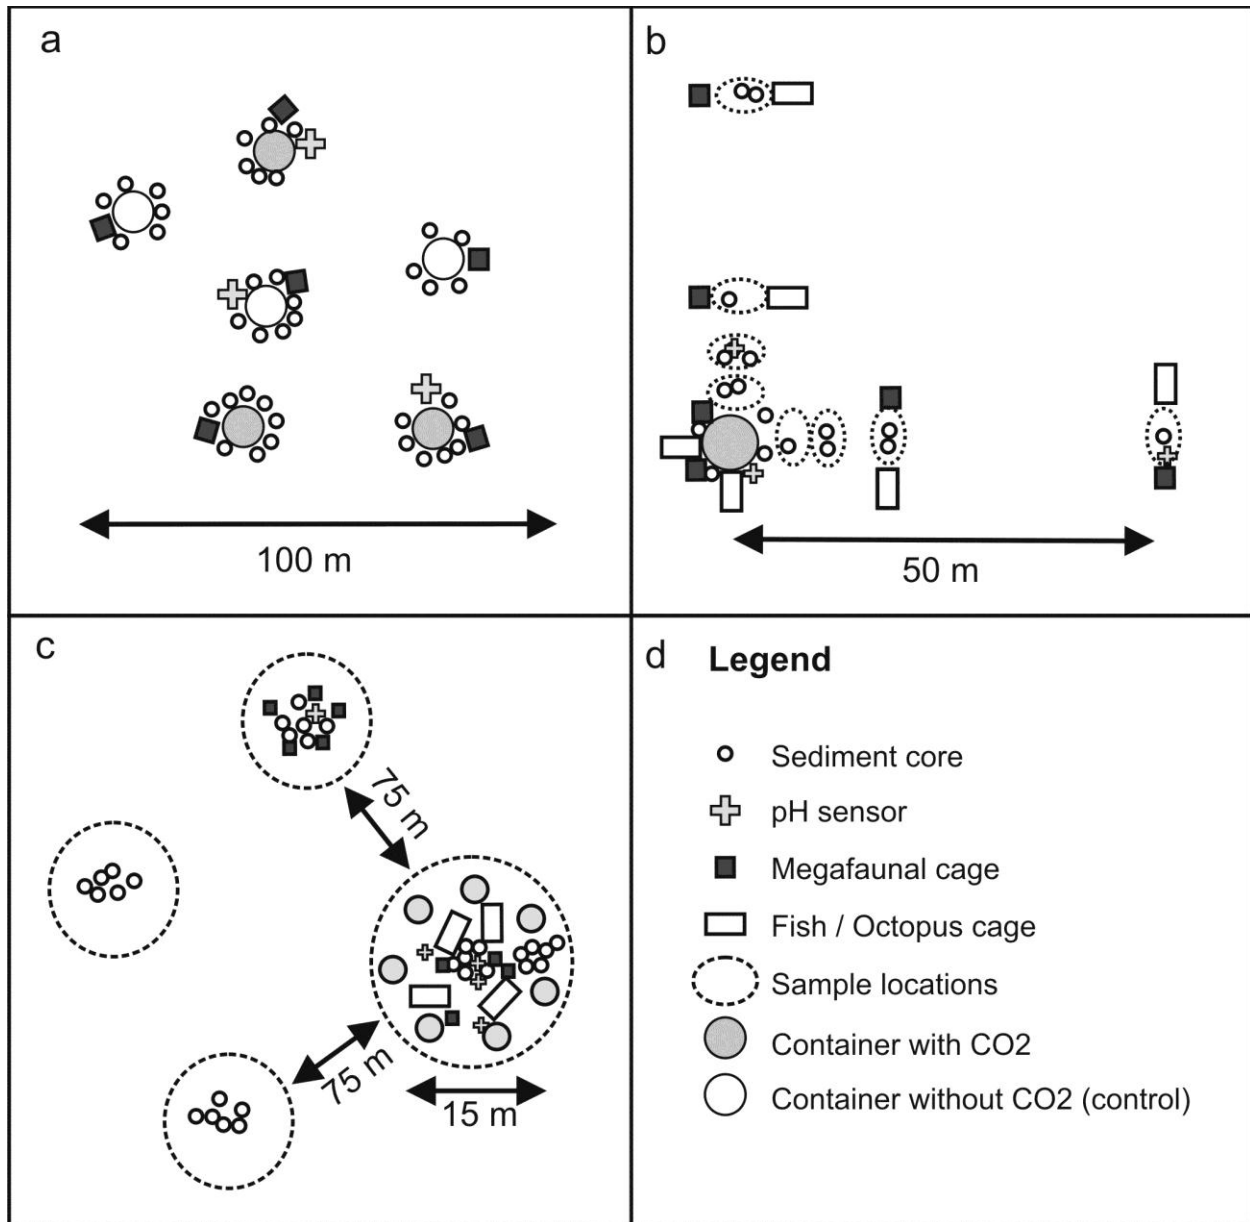 a
100 m
b
50 m
c
75 m
75 m
15 m
d Legend
Sediment core
pH sensor
Megafaunal cage
Fish / Octopus cage
Sample locations
Container with CO2
Container without CO2 (control)